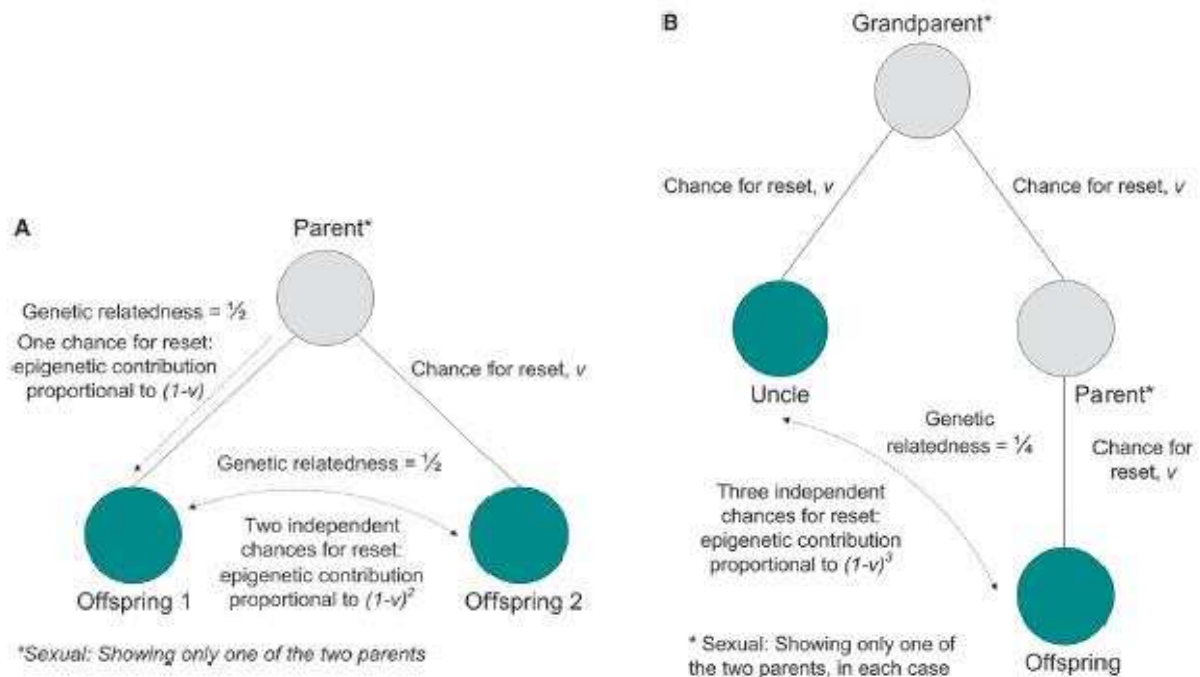 A
Parent*
Genetic relatedness = ½
One chance for reset:
epigenetic contribution
proportional to (1-v)
Chance for reset, v
Genetic relatedness = ½
Two independent
chances for reset:
epigenetic contribution
proportional to (1-v)²
Offspring 1
Offspring 2
*Sexual: Showing only one of the two parents
B
Grandparent*
Chance for reset, v
Chance for reset, v
Uncle
Parent*
Genetic
relatedness = ¼
Chance for
reset, v
Three independent
chances for reset:
epigenetic contribution
proportional to (1-v)³
Offspring
* Sexual: Showing only one of
the two parents, in each case